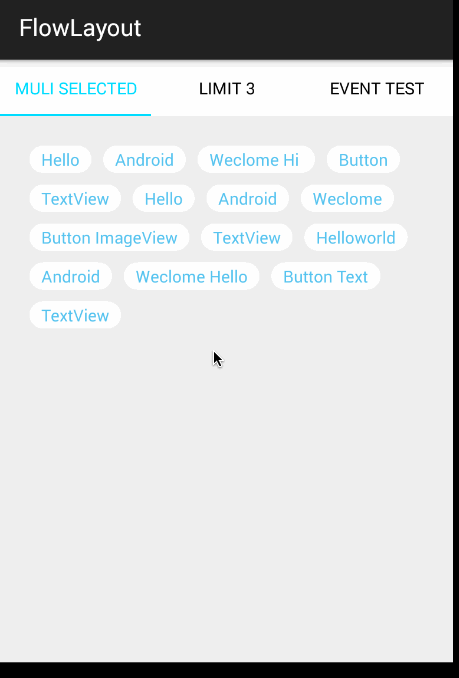 FlowLayout
MULI SELECTED LIMIT 3 EVENT TEST
Hello Android Weclome Hi Button
TextView Hello Android Weclome
Button ImageView TextView Helloworld
Android Weclome Hello Button Text
TextView